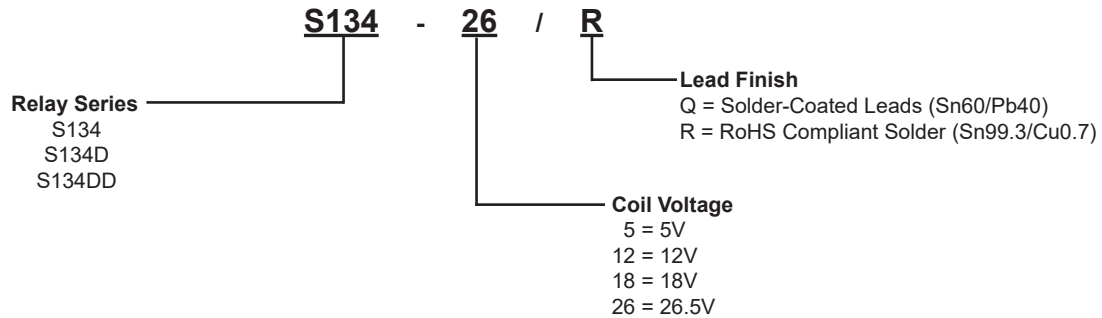 S134 - 26 / R
Relay Series
S134
S134D
S134DD
Lead Finish
Q = Solder-Coated Leads (Sn60/Pb40)
R = RoHS Compliant Solder (Sn99.3/Cu0.7)
Coil Voltage
5 = 5V
12 = 12V
18 = 18V
26 = 26.5V